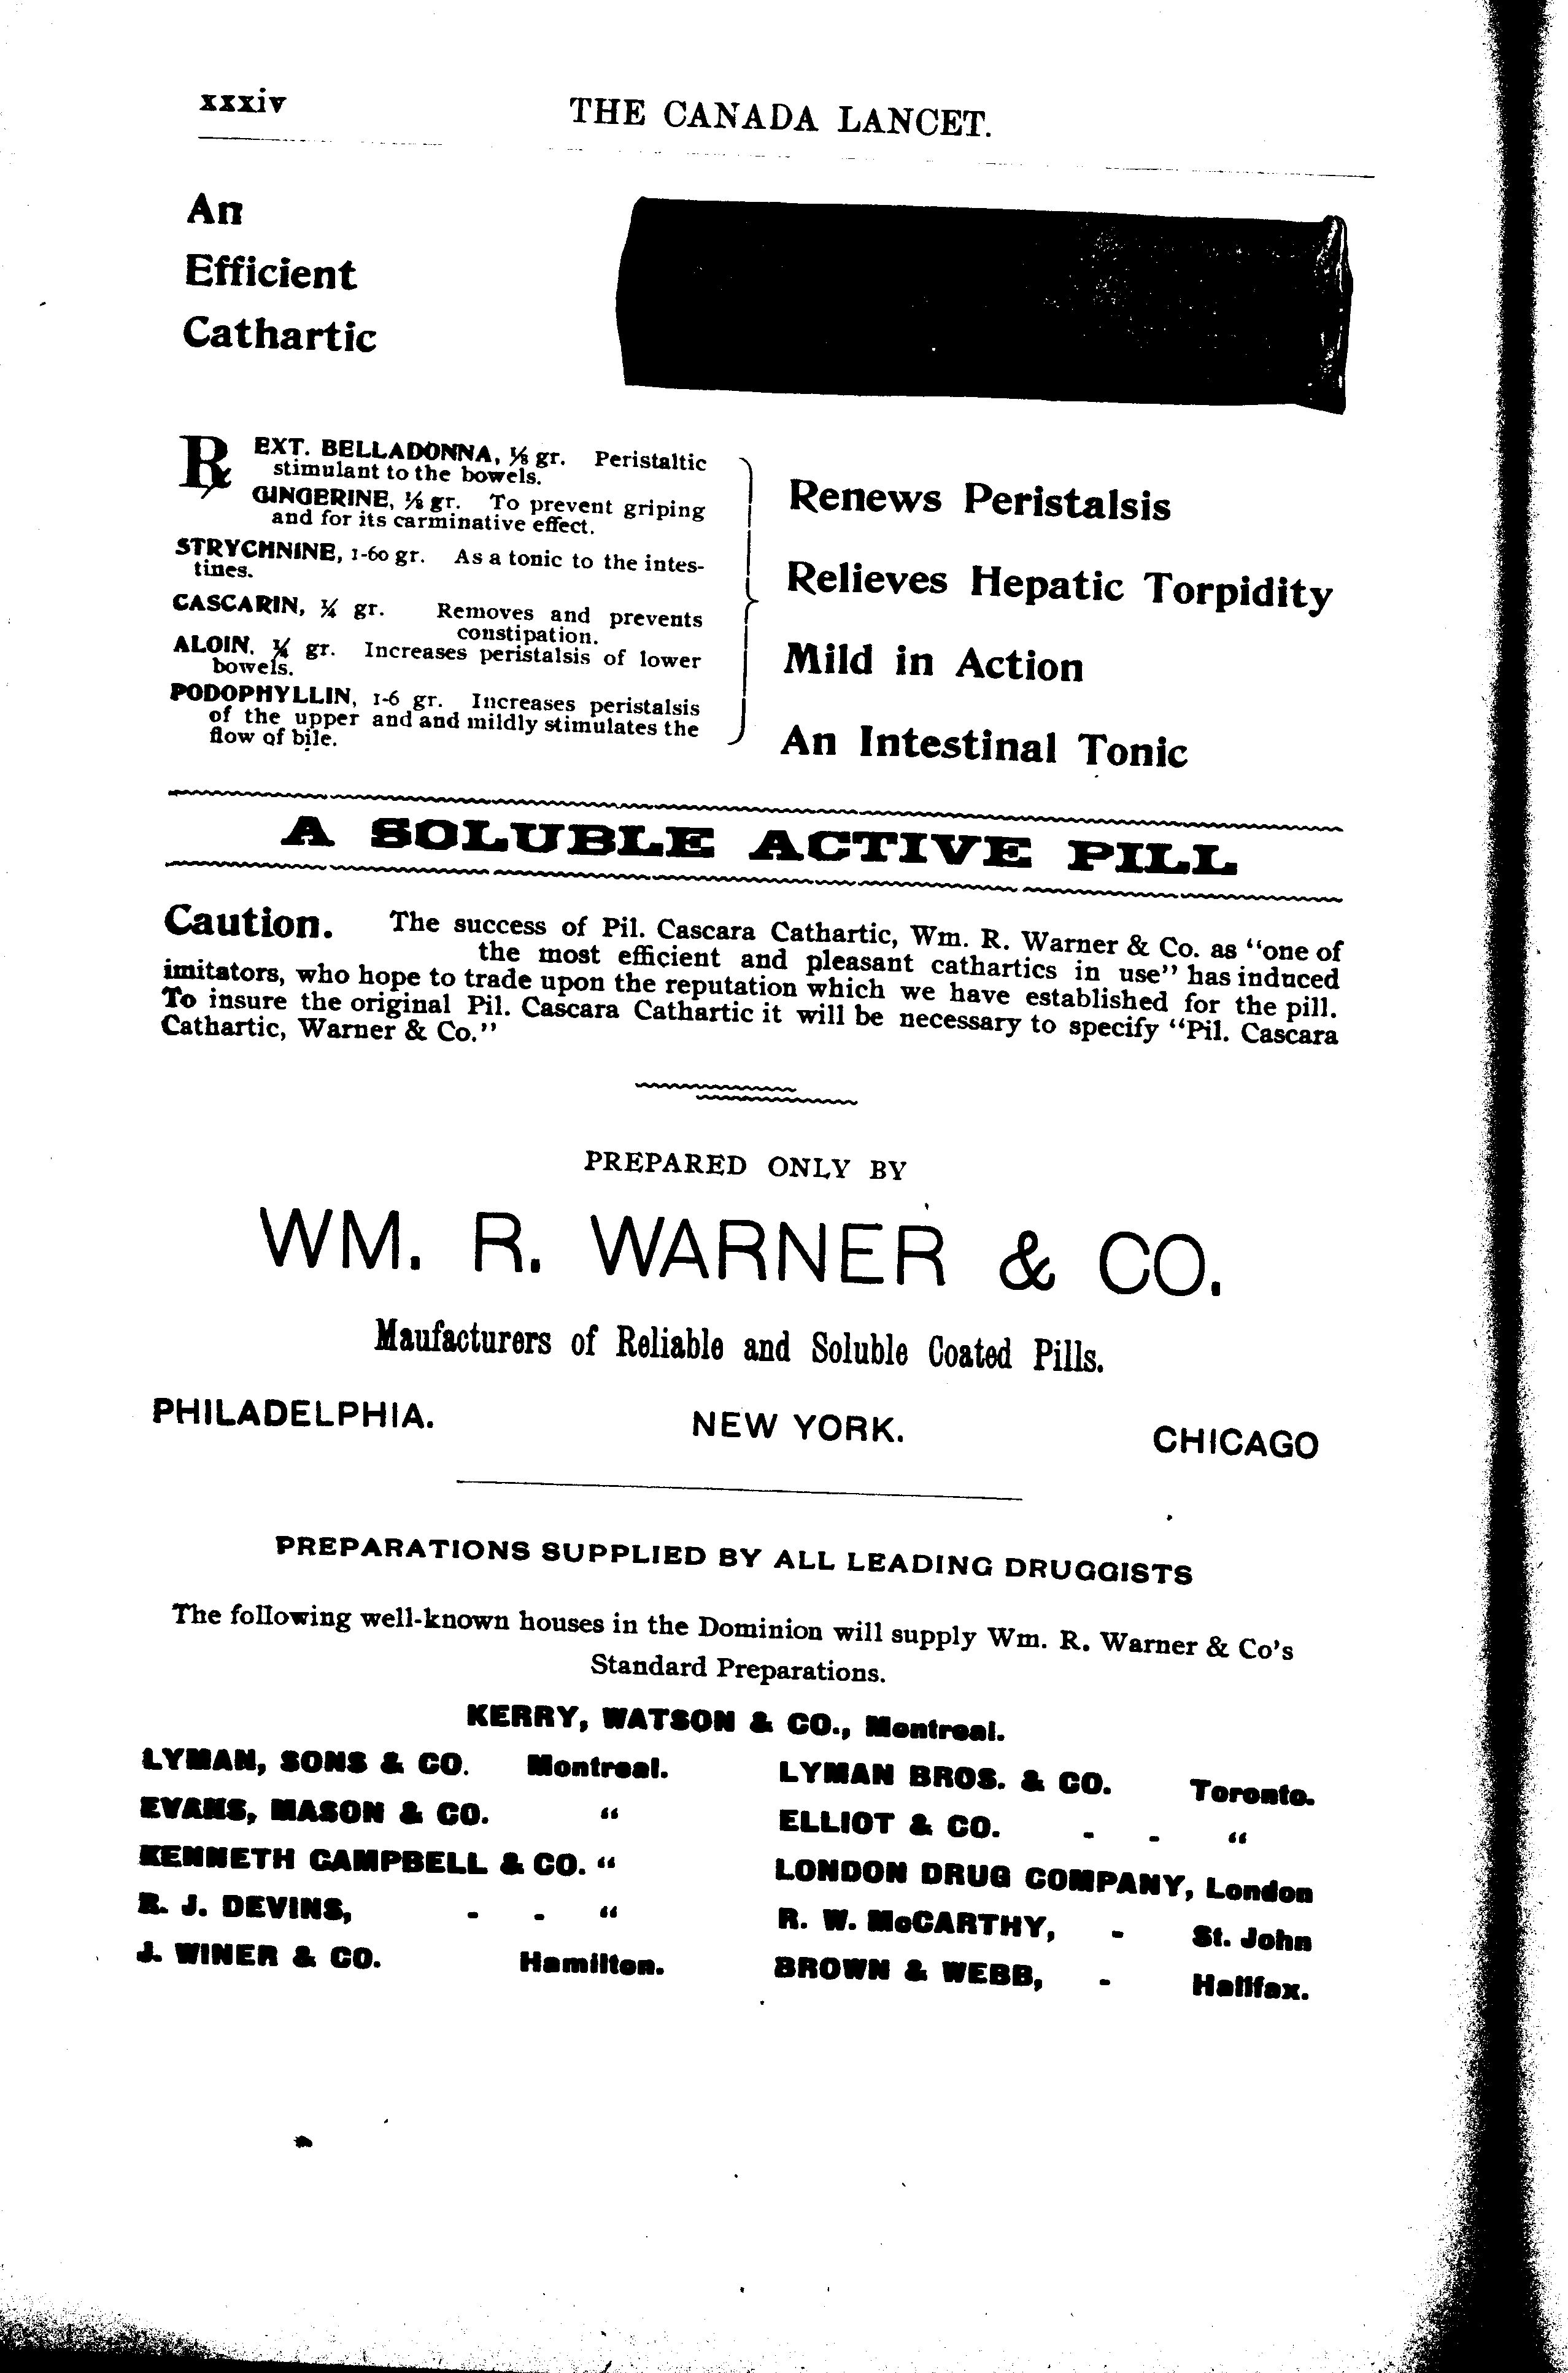 xxxiv
THE CANADA LANCET.
An
Efficient
Cathartic
℞ EXT. BELLADONNA, ⅛ gr. Peristaltic
stimulant to the bowels.
GINGERINE, ⅛ gr. To prevent griping
and for its carminative effect.
STRYCHNINE, 1-60 gr. As a tonic to the intes-
tines.
CASCARIN, ¼ gr. Removes and prevents
constipation.
ALOIN. ¼ gr. Increases peristalsis of lower
bowels.
PODOPHYLLIN, 1-6 gr. Increases peristalsis
of the upper and and mildly stimulates the
flow of bile.
Renews Peristalsis
Relieves Hepatic Torpidity
Mild in Action
An Intestinal Tonic
A SOLUBLE ACTIVE PILL
Caution. The success of Pil. Cascara Cathartic, Wm. R. Warner & Co. as "one of
the most efficient and pleasant cathartics in use" has induced
imitators, who hope to trade upon the reputation which we have established for the pill.
To insure the original Pil. Cascara Cathartic it will be necessary to specify "Pil. Cascara
Cathartic, Warner & Co."
PREPARED ONLY BY
WM. R. WARNER & CO.
Maufacturers of Reliable and Soluble Coated Pills.
PHILADELPHIA. NEW YORK. CHICAGO
PREPARATIONS SUPPLIED BY ALL LEADING DRUGGISTS
The following well-known houses in the Dominion will supply Wm. R. Warner & Co's
Standard Preparations.
KERRY, WATSON & CO., Montreal.
LYMAN, SONS & CO. Montreal.
EVANS, MASON & CO. "
KENNETH CAMPBELL & CO. "
R. J. DEVINS, - - "
J. WINER & CO. Hamilton.
LYMAN BROS. & CO. Toronto.
ELLIOT & CO. - - "
LONDON DRUG COMPANY, London
R. W. McCARTHY, - St. John
BROWN & WEBB, - Halifax.